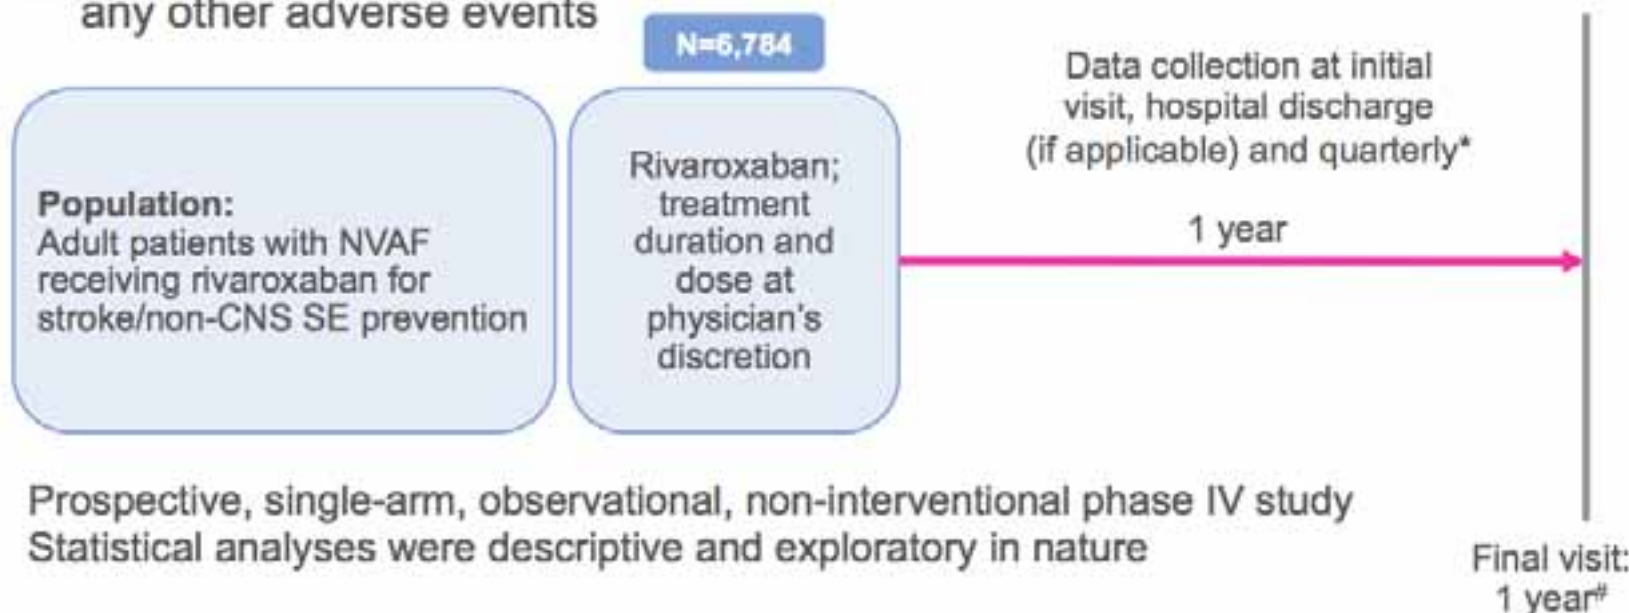 any other adverse events
N=6,784
Population:
Adult patients with NVAF
receiving rivaroxaban for
stroke/non-CNS SE prevention
Rivaroxaban;
treatment
duration and
dose at
physician's
discretion
Data collection at initial
visit, hospital discharge
(if applicable) and quarterly*
1 year
Prospective, single-arm, observational, non-interventional phase IV study
Statistical analyses were descriptive and exploratory in nature
Final visit:
1 year#